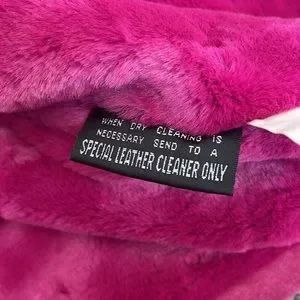 WHEN DRY CLEANING IS
NECESSARY SEND TO A
SPECIAL LEATHER CLEANER ONLY